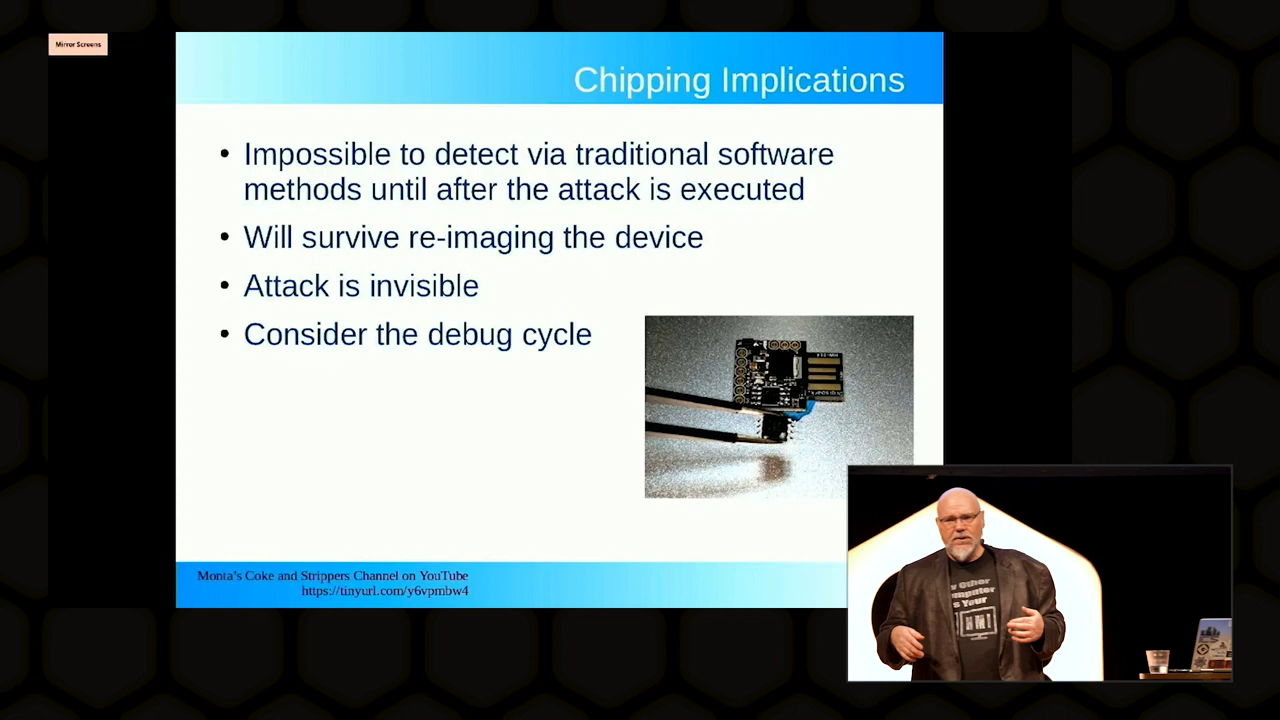 Mirror Screens
Chipping Implications
• Impossible to detect via traditional software
methods until after the attack is executed
• Will survive re-imaging the device
• Attack is invisible
• Consider the debug cycle
Monta's Coke and Strippers Channel on YouTube
https://tinyurl.com/y6vpmbw4
Other
s Your